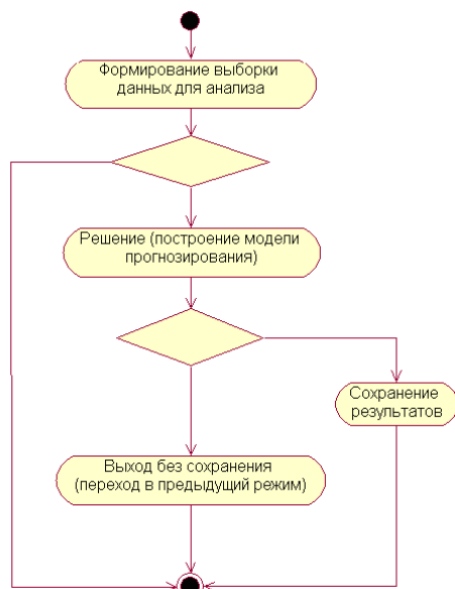 Формирование выборки
данных для анализа
Решение (построение модели
прогнозирования)
Сохранение
результатов
Выход без сохранения
(переход в предыдущий режим)